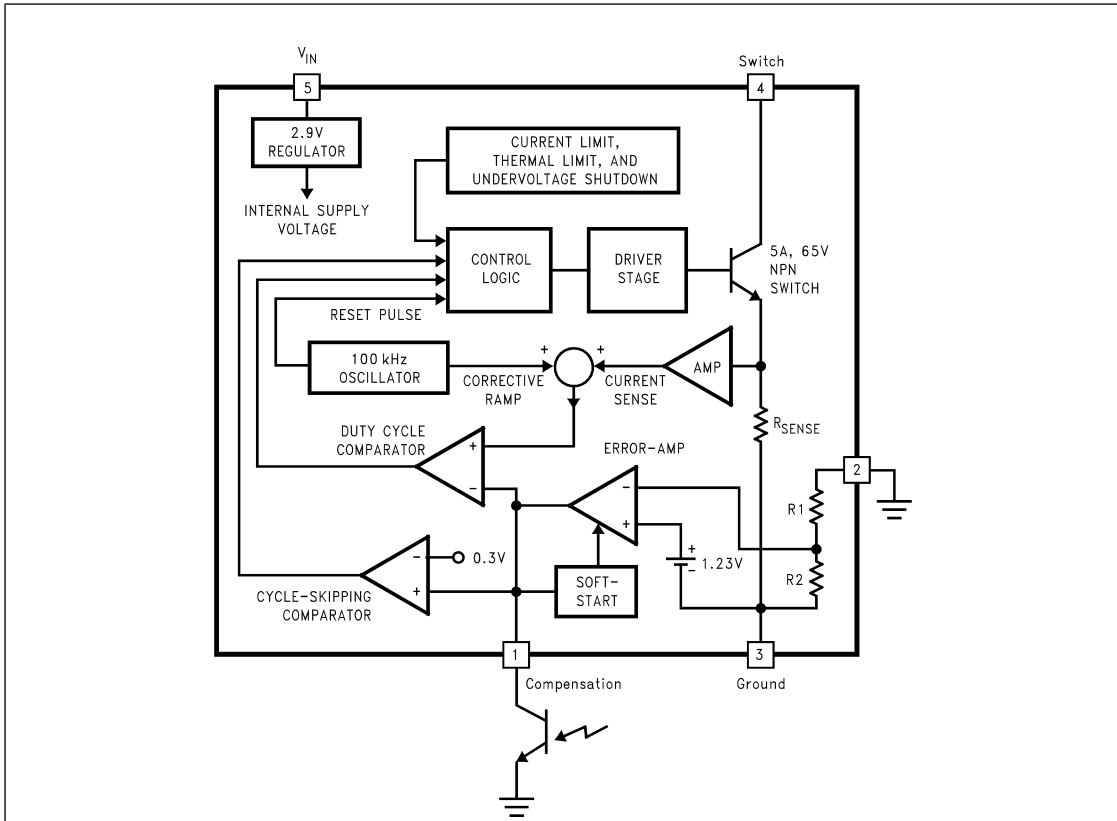 VIN
Switch
5
4
2.9V
REGULATOR
INTERNAL SUPPLY
VOLTAGE
CURRENT LIMIT,
THERMAL LIMIT, AND
UNDERVOLTAGE SHUTDOWN
CONTROL
LOGIC
DRIVER
STAGE
5A, 65V
NPN
SWITCH
RESET PULSE
100 kHz
OSCILLATOR
+
+
CORRECTIVE
RAMP
CURRENT
SENSE
AMP
RSENSE
DUTY CYCLE
COMPARATOR
+
-
ERROR-AMP
-
+
2
R1
R2
+
-
1.23V
-
0.3V
+
CYCLE-SKIPPING
COMPARATOR
SOFT-
START
1
3
Compensation
Ground